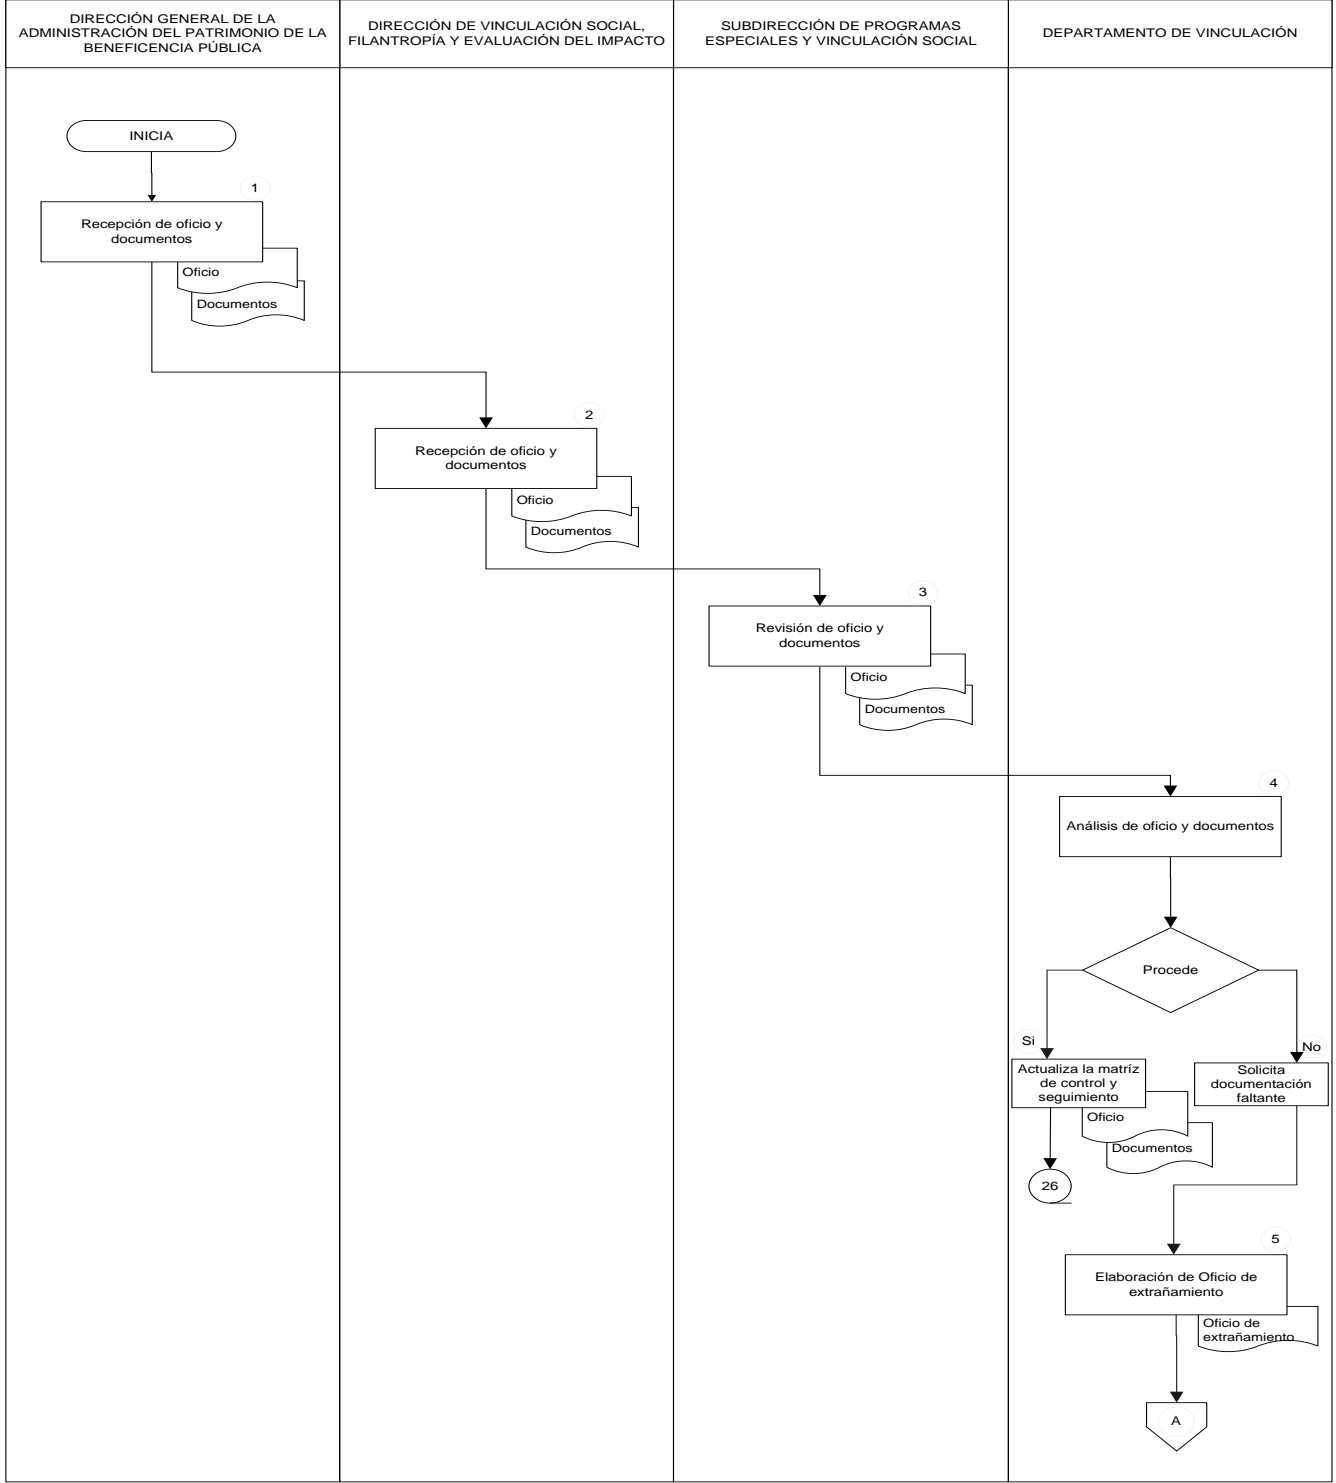 DIRECCIÓN GENERAL DE LA
ADMINISTRACIÓN DEL PATRIMONIO DE LA
BENEFICENCIA PÚBLICA
DIRECCIÓN DE VINCULACIÓN SOCIAL,
FILANTROPÍA Y EVALUACIÓN DEL IMPACTO
SUBDIRECCIÓN DE PROGRAMAS
ESPECIALES Y VINCULACIÓN SOCIAL
DEPARTAMENTO DE VINCULACIÓN
INICIA
1
Recepción de oficio y
documentos
Oficio
Documentos
2
Recepción de oficio y
documentos
Oficio
Documentos
3
Revisión de oficio y
documentos
Oficio
Documentos
4
Análisis de oficio y documentos
Procede
Si
No
Actualiza la matríz
de control y
seguimiento
Oficio
Documentos
26
Solicita
documentación
faltante
5
Elaboración de Oficio de
extrañamiento
Oficio de
extrañamiento
A